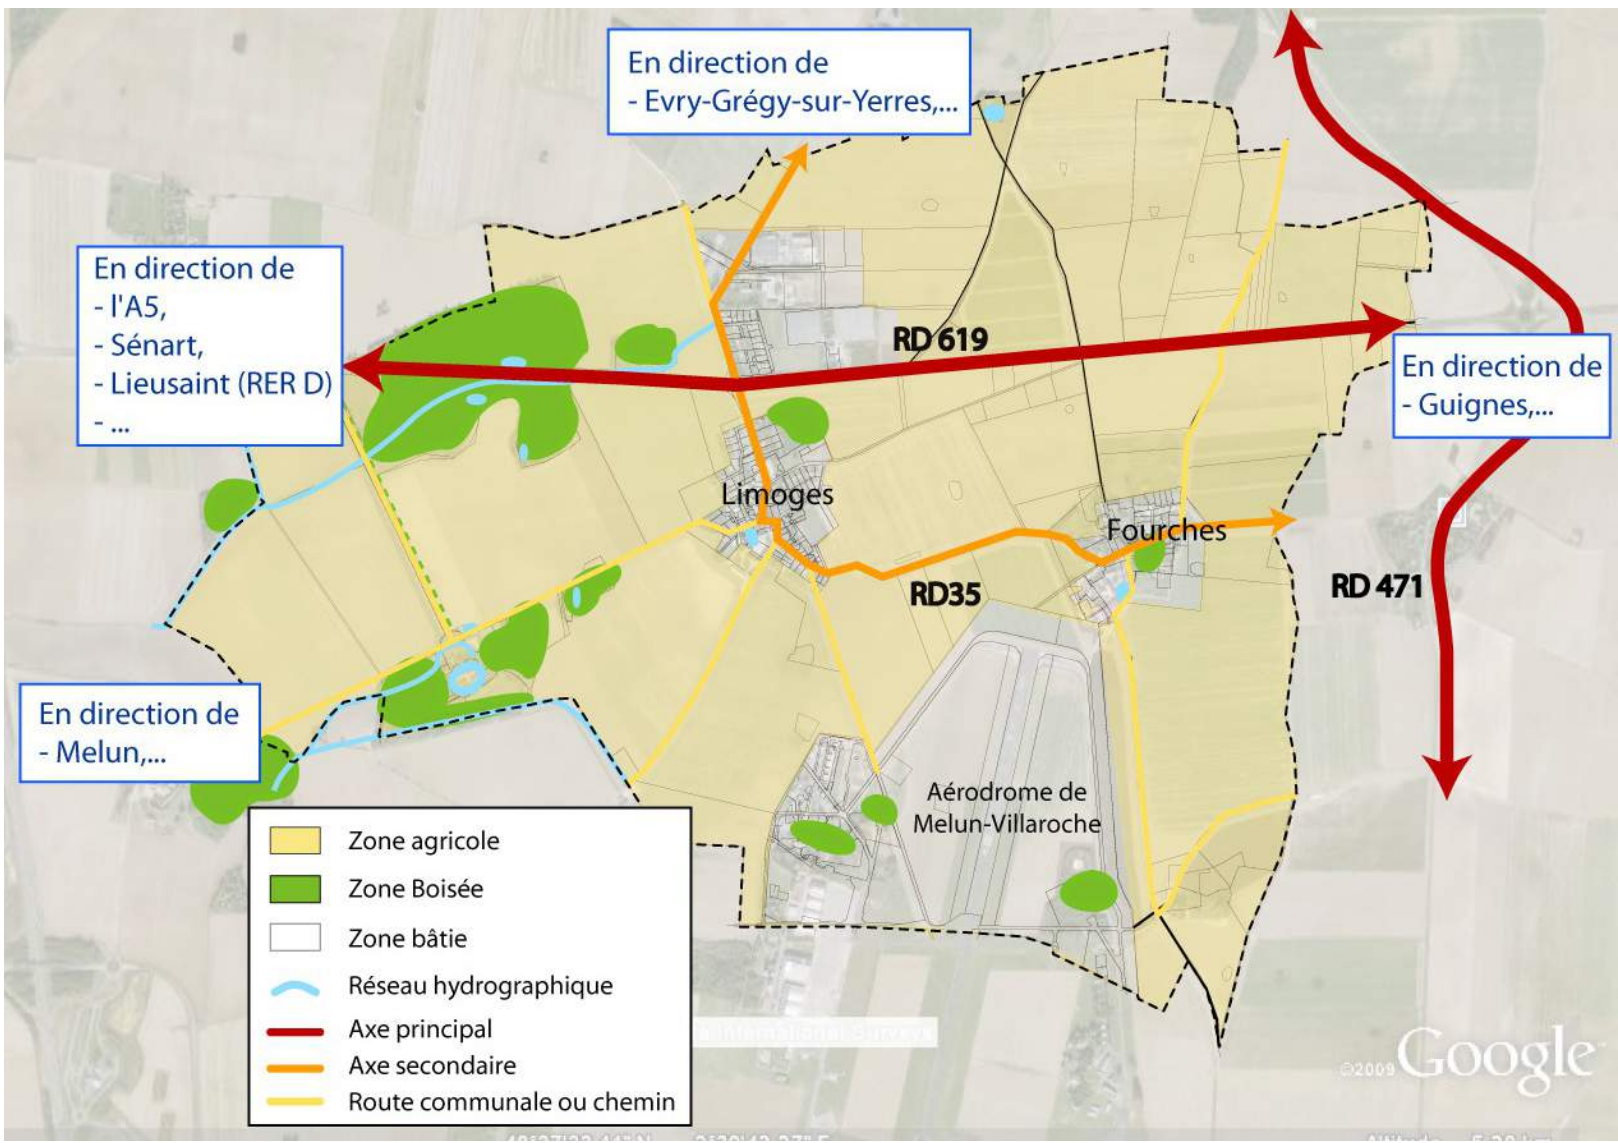 En direction de
- Evry-Grégy-sur-Yerres,...
En direction de
- l'A5,
- Sénart,
- Lieusaint (RER D)
- ...
RD 619
En direction de
- Guignes,...
Limoges
Fourches
RD35
RD 471
En direction de
- Melun,...
Aérodrome de
Melun-Villaroche
Zone agricole
Zone Boisée
Zone bâtie
Réseau hydrographique
Axe principal
Axe secondaire
Route communale ou chemin
International Surveys
©2009 Google